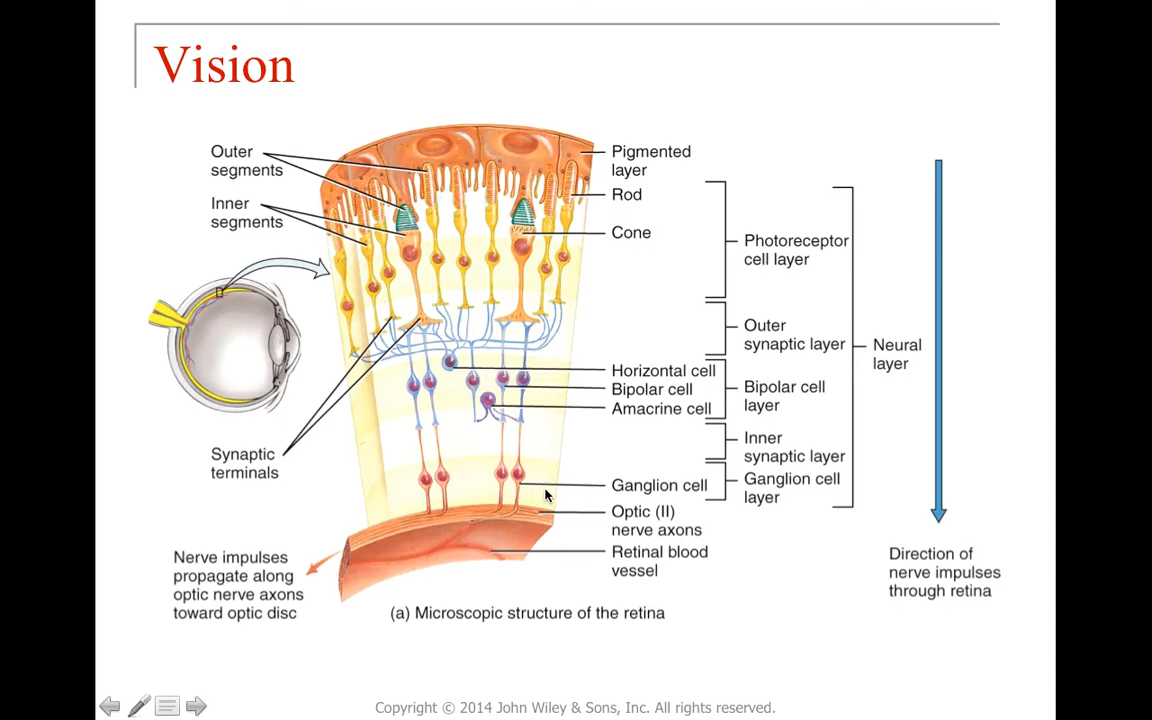 Vision
Outer
segments
Inner
segments
Synaptic
terminals
Nerve impulses
propagate along
optic nerve axons
toward optic disc
Pigmented
layer
Rod
Cone
Horizontal cell
Bipolar cell
Amacrine cell
Ganglion cell
Optic (II)
nerve axons
Retinal blood
vessel
Photoreceptor
cell layer
Outer
synaptic layer
Bipolar cell
layer
Inner
synaptic layer
Ganglion cell
layer
Neural
layer
Direction of
nerve impulses
through retina
(a) Microscopic structure of the retina
Copyright © 2014 John Wiley & Sons, Inc. All rights reserved.